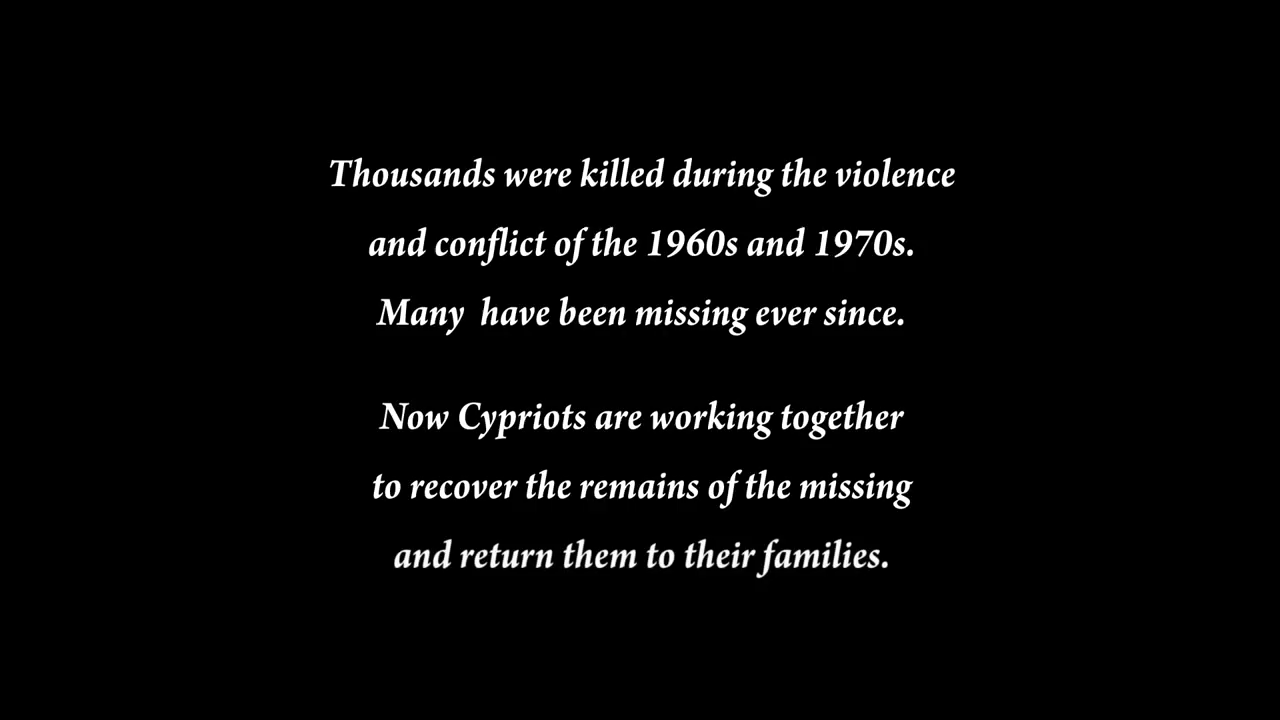 Thousands were killed during the violence
and conflict of the 1960s and 1970s.
Many  have been missing ever since.
Now Cypriots are working together
to recover the remains of the missing
and return them to their families.